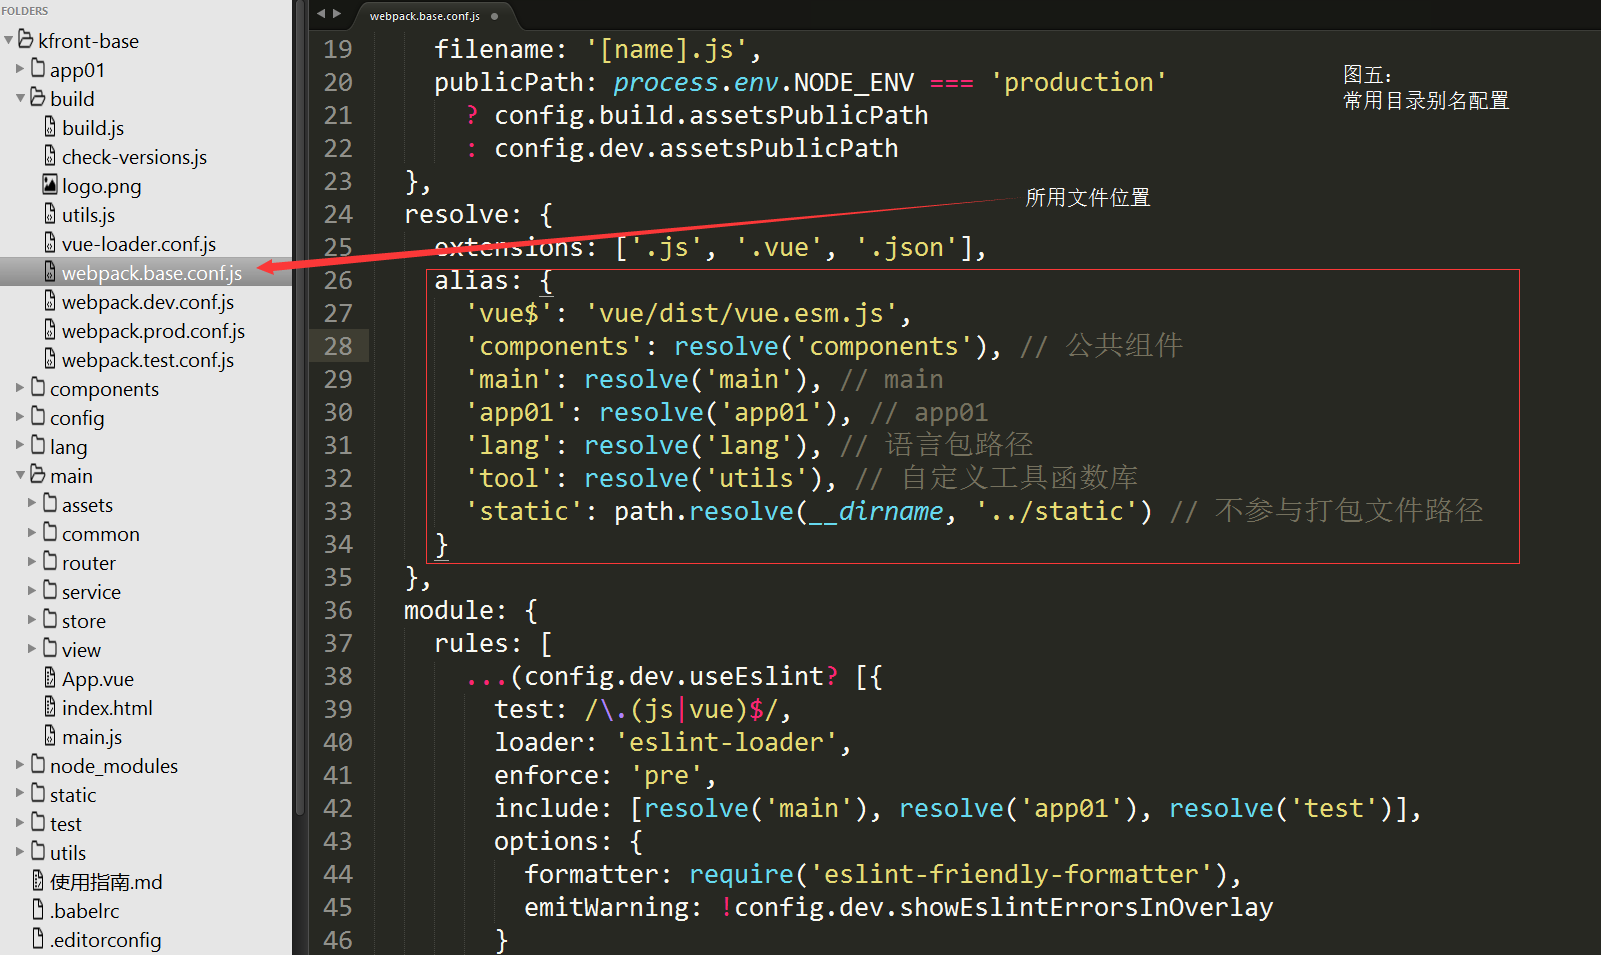 FOLDERS
kfront-base
app01
build
build.js
check-versions.js
logo.png
utils.js
vue-loader.conf.js
webpack.base.conf.js
webpack.dev.conf.js
webpack.prod.conf.js
webpack.test.conf.js
components
config
lang
main
assets
common
router
service
store
view
App.vue
index.html
main.js
node_modules
static
test
utils
使用指南.md
.babelrc
.editorconfig
webpack.base.conf.js
19 filename: '[name].js',
20 publicPath: process.env.NODE_ENV === 'production'
21 ? config.build.assetsPublicPath
22 : config.dev.assetsPublicPath
23 },
24 resolve: {
25 extensions: ['.js', '.vue', '.json'],
26 alias: {
27 'vue$': 'vue/dist/vue.esm.js',
28 'components': resolve('components'), // 公共组件
29 'main': resolve('main'), // main
30 'app01': resolve('app01'), // app01
31 'lang': resolve('lang'), // 语言包路径
32 'tool': resolve('utils'), // 自定义工具函数库
33 'static': path.resolve(__dirname, '../static') // 不参与打包文件路径
34 }
35 },
36 module: {
37 rules: [
38 ...(config.dev.useEslint? [{
39 test: /\.(js|vue)$/,
40 loader: 'eslint-loader',
41 enforce: 'pre',
42 include: [resolve('main'), resolve('app01'), resolve('test')],
43 options: {
44 formatter: require('eslint-friendly-formatter'),
45 emitWarning: !config.dev.showEslintErrorsInOverlay
46 }
图五：
常用目录别名配置
所用文件位置